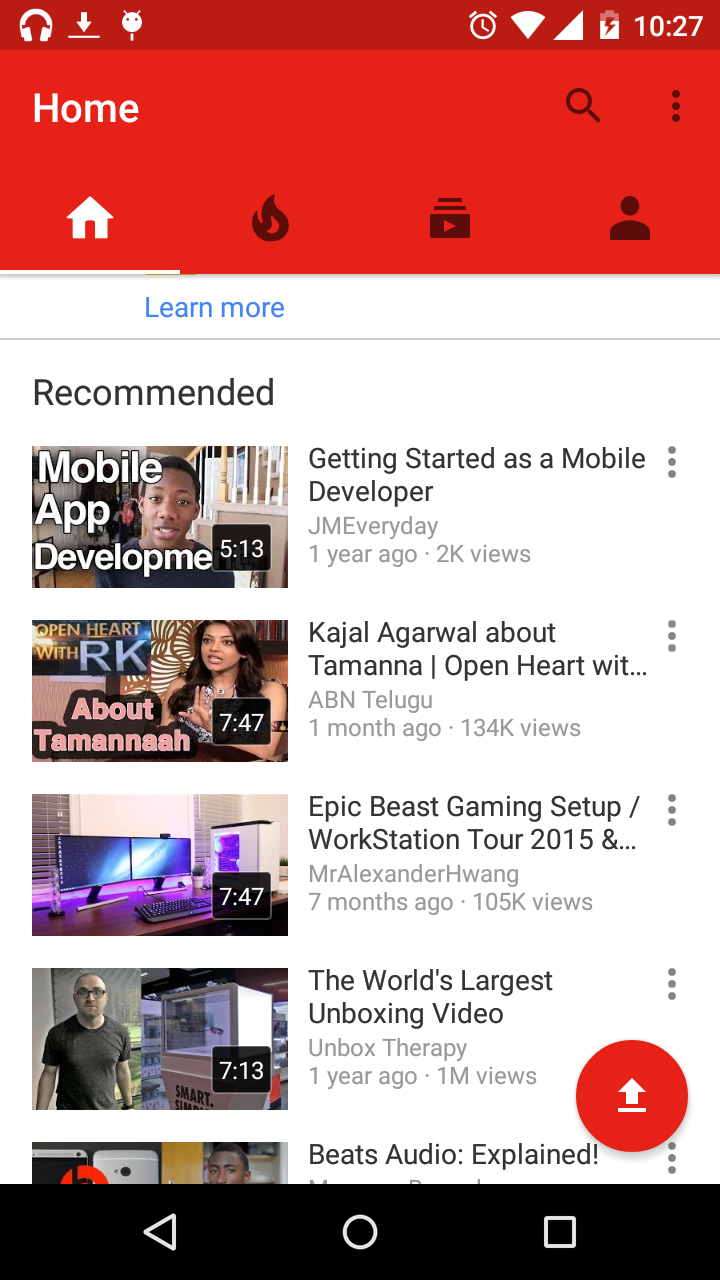 10:27
Home
Learn more
Recommended
Mobile
App
Developme
5:13
Getting Started as a Mobile
Developer
JMEveryday
1 year ago · 2K views
OPEN HEART
WITH RK
About
Tamannaah
7:47
Kajal Agarwal about
Tamanna | Open Heart wit...
ABN Telugu
1 month ago · 134K views
7:47
Epic Beast Gaming Setup /
WorkStation Tour 2015 &...
MrAlexanderHwang
7 months ago · 105K views
SMART.
7:13
The World's Largest
Unboxing Video
Unbox Therapy
1 year ago · 1M views
Beats Audio: Explained!